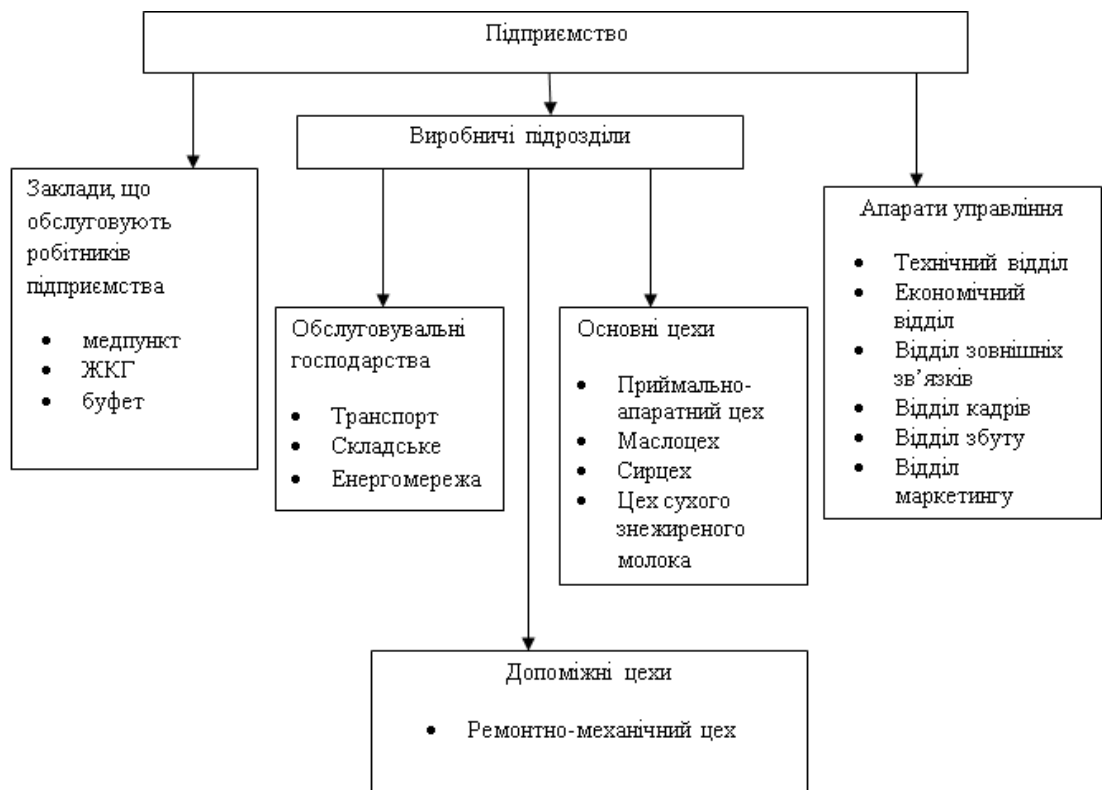 Підприємство
Виробничі підрозділи
Заклади, що
обслуговують
робітників
підприємства
• медпункт
• ЖКГ
• буфет
Обслуговувальні
господарства
• Транспорт
• Складське
• Енергомережа
Основні цехи
• Приймально-
апаратний цех
• Маслоцех
• Сирцех
• Цех сухого
знежиреного
молока
Апарати управління
• Технічний відділ
• Економічний
відділ
• Відділ зовнішніх
зв’язків
• Відділ кадрів
• Відділ збуту
• Відділ
маркетингу
Допоміжні цехи
• Ремонтно-механічний цех